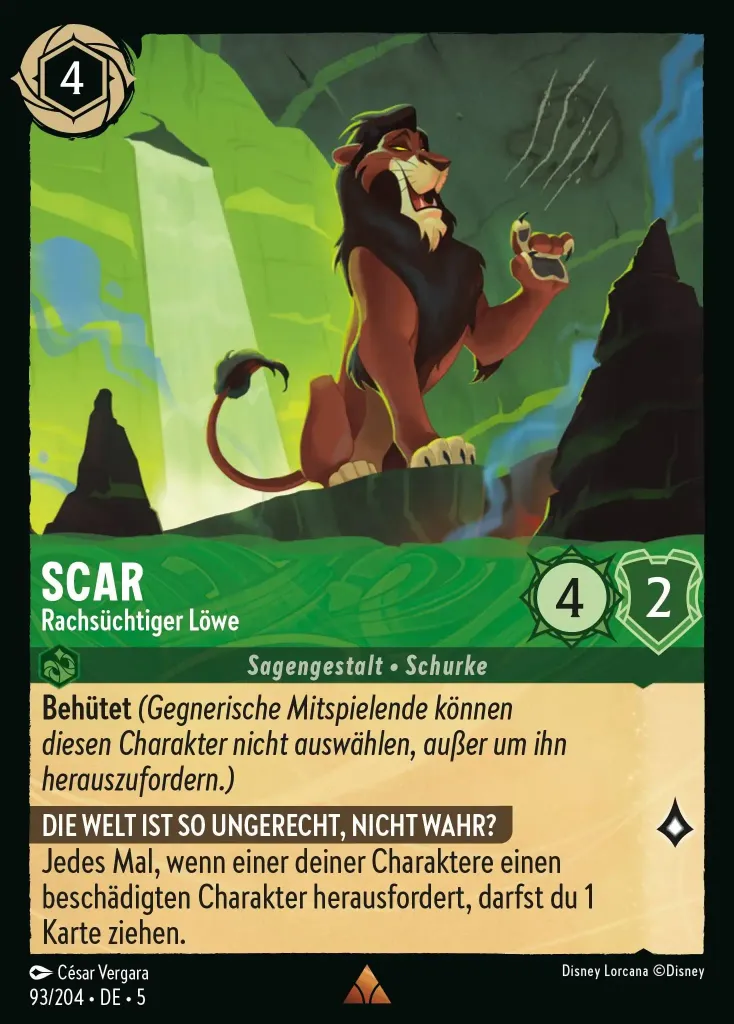 4
SCAR
Rachsüchtiger Löwe
4
2
Sagengestalt • Schurke
Behütet (Gegnerische Mitspielende können
diesen Charakter nicht auswählen, außer um ihn
herauszufordern.)
DIE WELT IST SO UNGERECHT, NICHT WAHR?
Jedes Mal, wenn einer deiner Charaktere einen
beschädigten Charakter herausfordert, darfst du 1
Karte ziehen.
César Vergara
Disney Lorcana ©Disney
93/204 • DE • 5